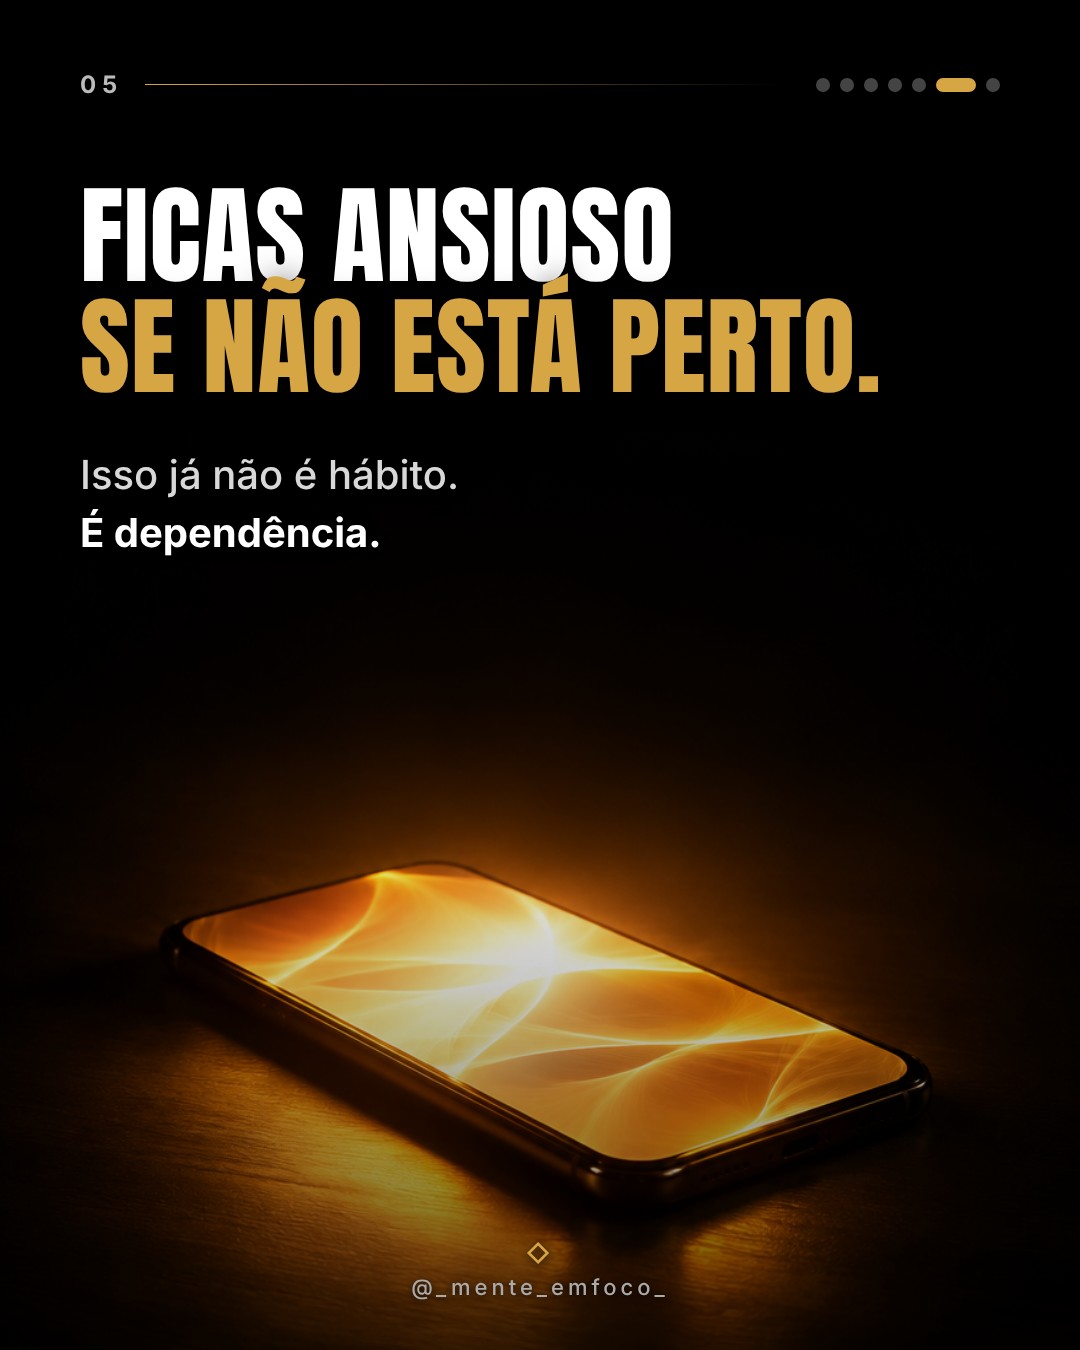 05
FICAS ANSIOSO
SE NÃO ESTÁ PERTO.
Isso já não é hábito.
É dependência.
@_mente_emfoco_